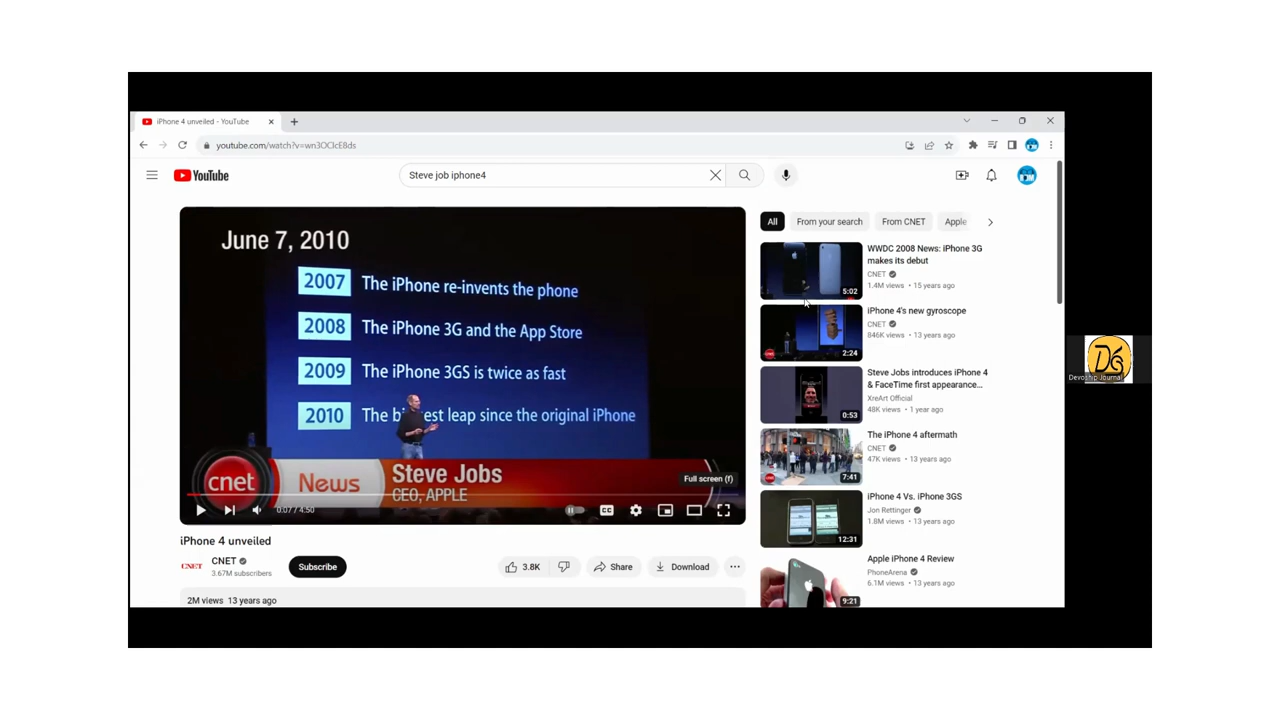 iPhone 4 unveiled - YouTube
youtube.com/watch?v=wn3OCIcE8ds
YouTube
Steve job iphone4
June 7, 2010
2007 The iPhone re-invents the phone
2008 The iPhone 3G and the App Store
2009 The iPhone 3GS is twice as fast
2010 The leap since the original iPhone
cnet News Steve Jobs
CEO, APPLE
Full screen (f)
0:07 / 4:50
CC
iPhone 4 unveiled
CNET
CNET
3.67M subscribers
Subscribe
3.8K
Share
Download
2M views 13 years ago
All From your search From CNET Apple
WWDC 2008 News: iPhone 3G
makes its debut
CNET
1.4M views • 15 years ago
5:02
iPhone 4's new gyroscope
CNET
846K views • 13 years ago
2:24
Steve Jobs introduces iPhone 4
& FaceTime first appearance...
XreArt Official
48K views • 1 year ago
0:53
The iPhone 4 aftermath
CNET
47K views • 13 years ago
7:41
iPhone 4 Vs. iPhone 3GS
Jon Rettinger
1.8M views • 13 years ago
12:31
Apple iPhone 4 Review
PhoneArena
6.1M views • 13 years ago
9:21
Devoship Journal